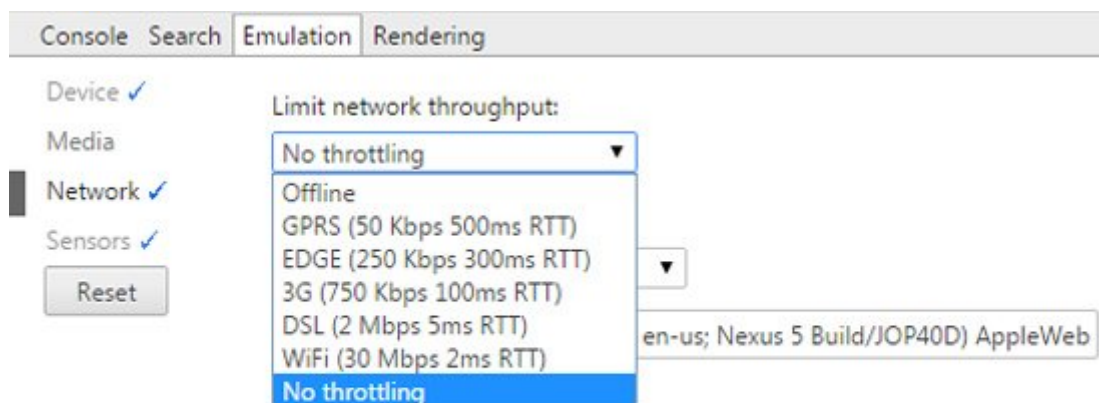 Console Search Emulation Rendering
Device ✓
Limit network throughput:
Media
No throttling ▼
Network ✓
Offline
GPRS (50 Kbps 500ms RTT)
Sensors ✓
EDGE (250 Kbps 300ms RTT)
▼
Reset
3G (750 Kbps 100ms RTT)
DSL (2 Mbps 5ms RTT)
en-us; Nexus 5 Build/JOP40D) AppleWeb
WiFi (30 Mbps 2ms RTT)
No throttling